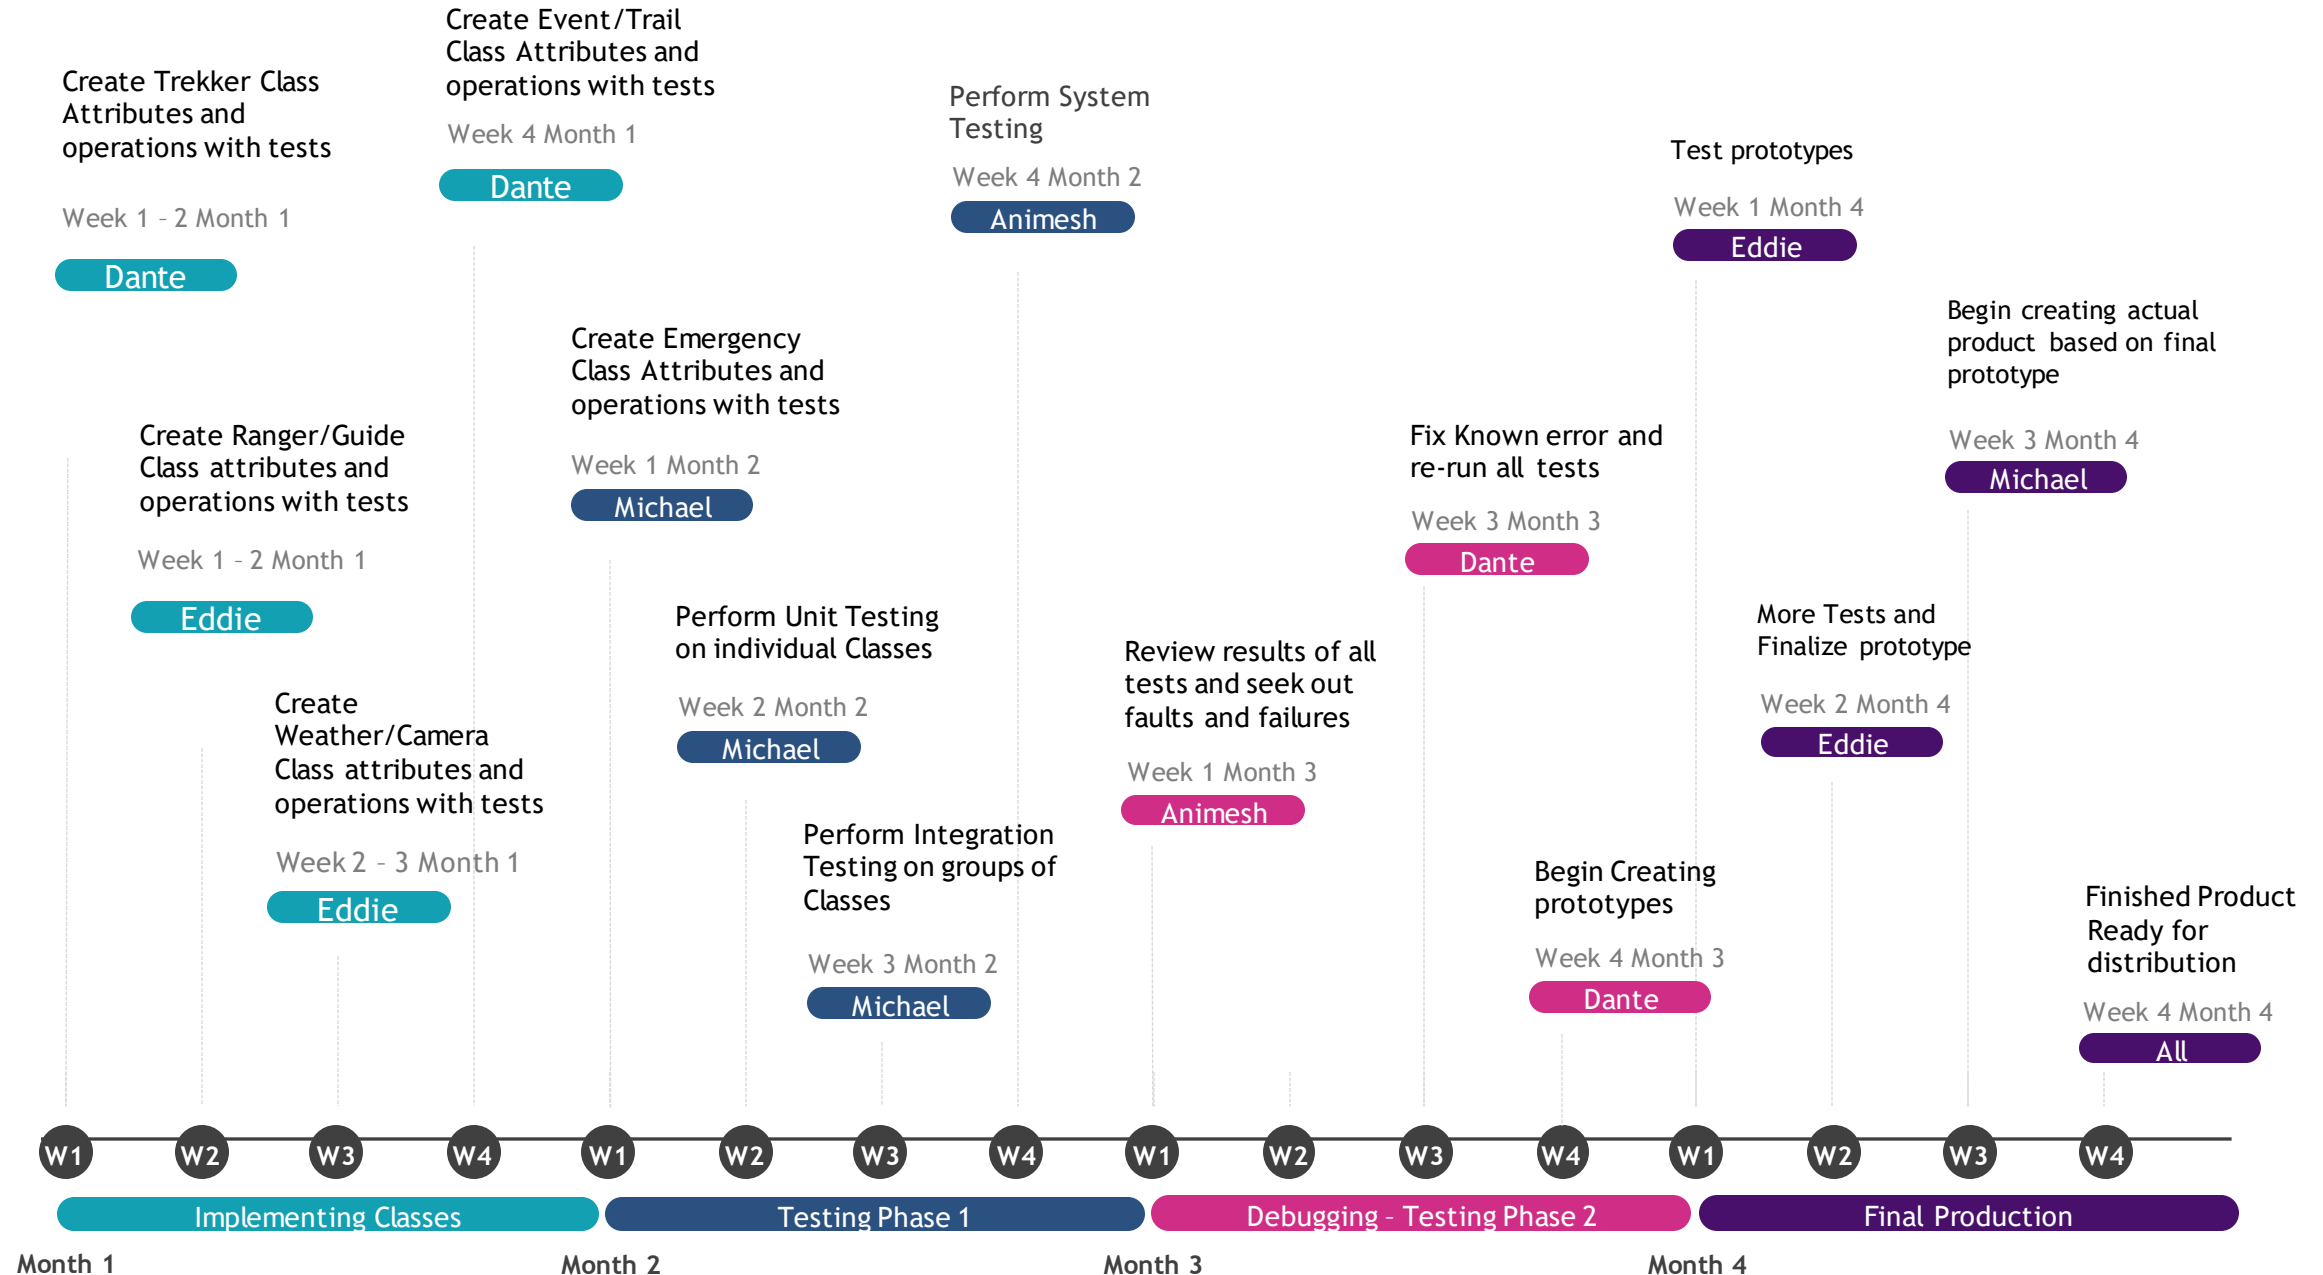 Create Trekker Class
Attributes and
operations with tests
Week 1 – 2 Month 1
Dante
Create Ranger/Guide
Class attributes and
operations with tests
Week 1 – 2 Month 1
Eddie
Create
Weather/Camera
Class attributes and
operations with tests
Week 2 – 3 Month 1
Eddie
Create Event/Trail
Class Attributes and
operations with tests
Week 4 Month 1
Dante
Create Emergency
Class Attributes and
operations with tests
Week 1 Month 2
Michael
Perform Unit Testing
on individual Classes
Week 2 Month 2
Michael
Perform Integration
Testing on groups of
Classes
Week 3 Month 2
Michael
Perform System
Testing
Week 4 Month 2
Animesh
Review results of all
tests and seek out
faults and failures
Week 1 Month 3
Animesh
Fix Known error and
re-run all tests
Week 3 Month 3
Dante
Begin Creating
prototypes
Week 4 Month 3
Dante
Test prototypes
Week 1 Month 4
Eddie
More Tests and
Finalize prototype
Week 2 Month 4
Eddie
Begin creating actual
product based on final
prototype
Week 3 Month 4
Michael
Finished Product
Ready for
distribution
Week 4 Month 4
All
W1 W2 W3 W4 W1 W2 W3 W4 W1 W2 W3 W4 W1 W2 W3 W4
Implementing Classes Testing Phase 1 Debugging – Testing Phase 2 Final Production
Month 1 Month 2 Month 3 Month 4